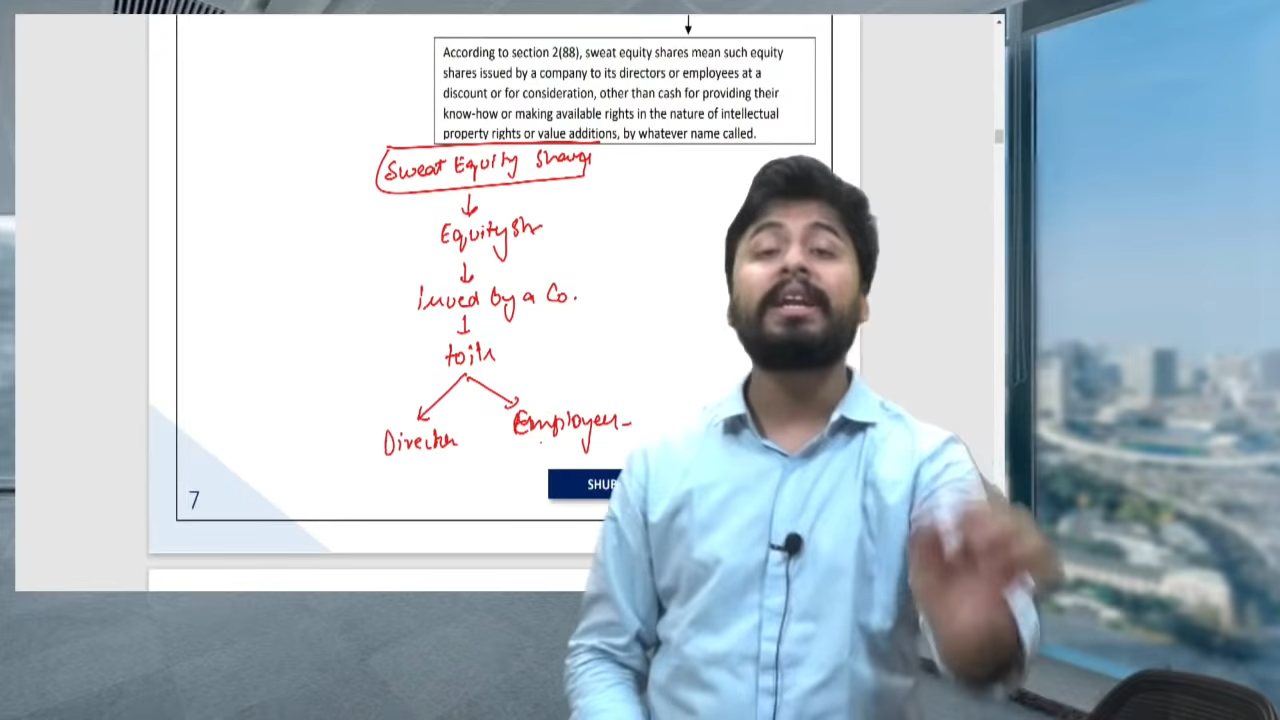 According to section 2(88), sweat equity shares mean such equity
shares issued by a company to its directors or employees at a
discount or for consideration, other than cash for providing their
know-how or making available rights in the nature of intellectual
property rights or value additions, by whatever name called.
Sweat Equity Shares
Equity Sh
Issued by a Co.
to its
Director Employees
7
SHUB